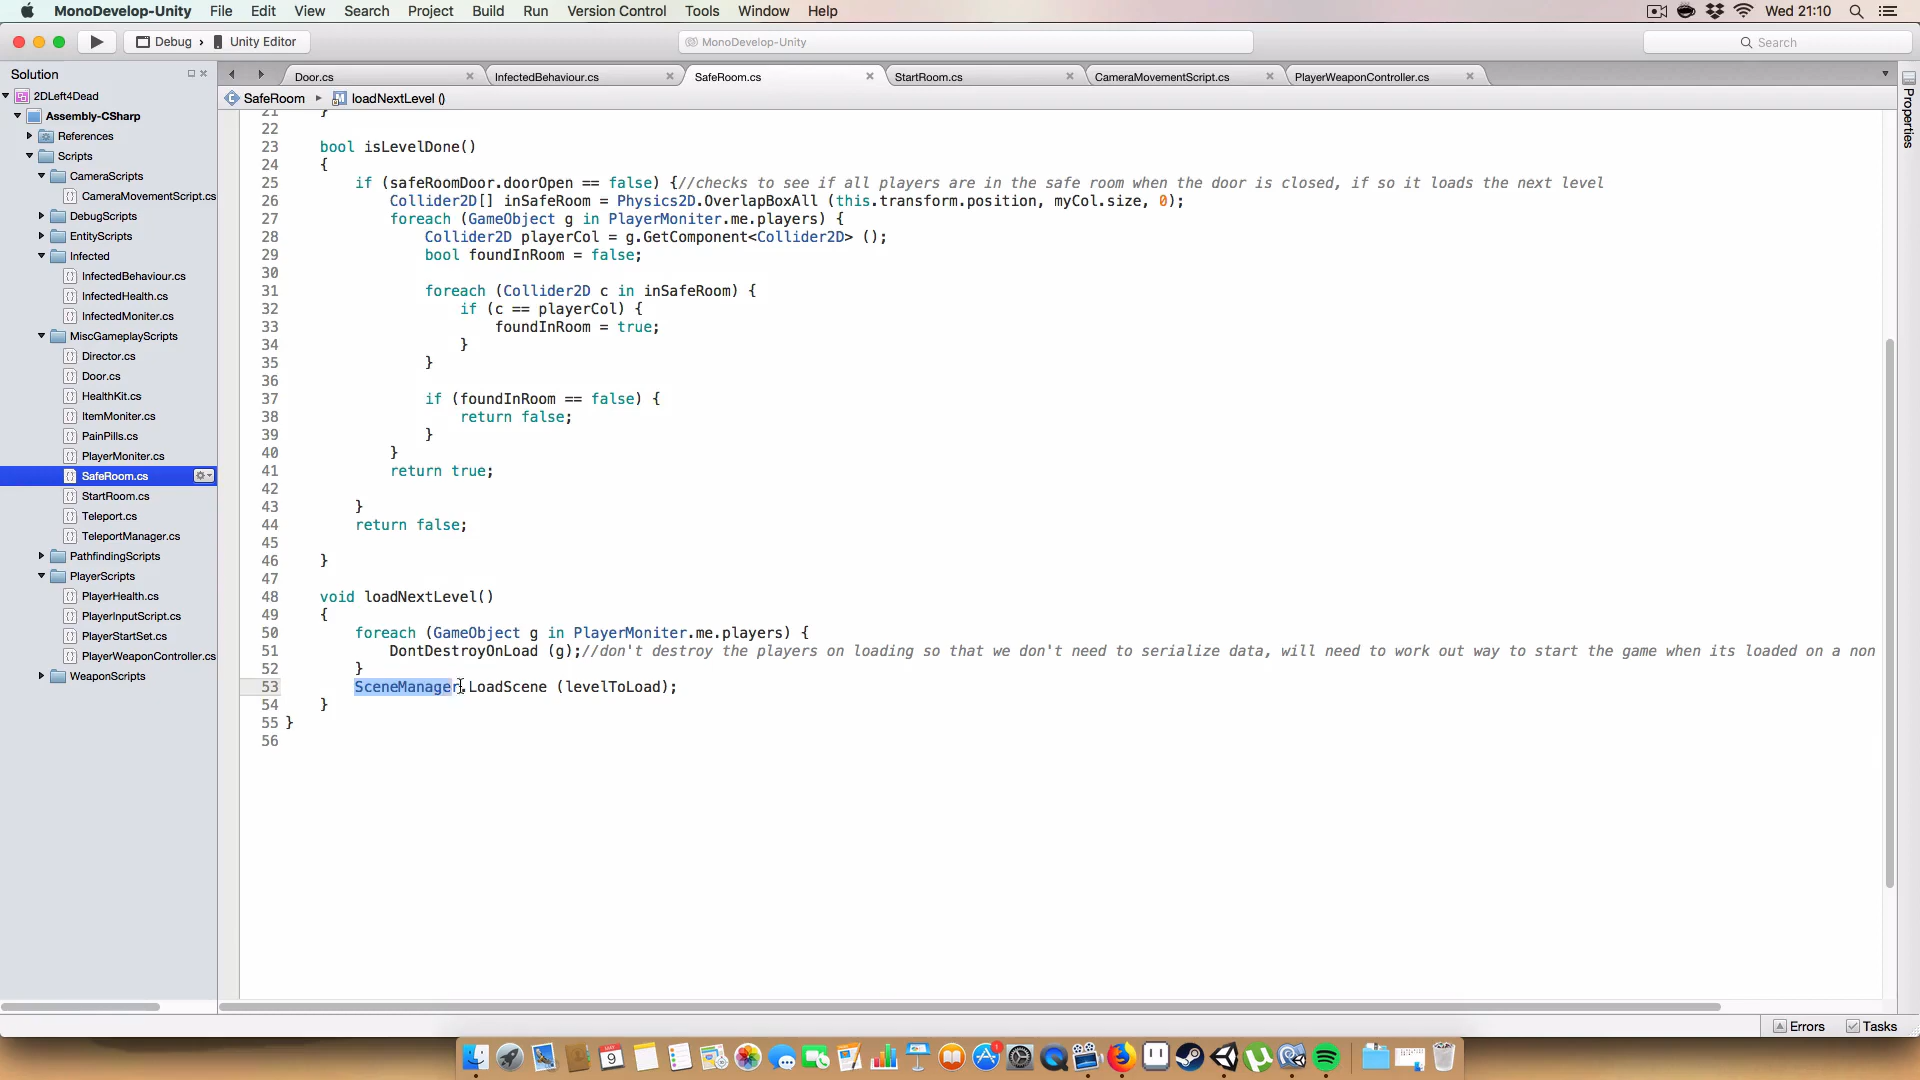 MonoDevelop-Unity File Edit View Search Project Build Run Version Control Tools Window Help Wed 21:10
Debug › Unity Editor MonoDevelop-Unity Search
Solution
2DLeft4Dead
Assembly-CSharp
References
Scripts
CameraScripts
CameraMovementScript.cs
DebugScripts
EntityScripts
Infected
InfectedBehaviour.cs
InfectedHealth.cs
InfectedMoniter.cs
MiscGameplayScripts
Director.cs
Door.cs
HealthKit.cs
ItemMoniter.cs
PainPills.cs
PlayerMoniter.cs
SafeRoom.cs
StartRoom.cs
Teleport.cs
TeleportManager.cs
PathfindingScripts
PlayerScripts
PlayerHealth.cs
PlayerInputScript.cs
PlayerStartSet.cs
PlayerWeaponController.cs
WeaponScripts
Door.cs InfectedBehaviour.cs SafeRoom.cs StartRoom.cs CameraMovementScript.cs PlayerWeaponController.cs
SafeRoom loadNextLevel ()
21 }
22
23 bool isLevelDone()
24 {
25 if (safeRoomDoor.doorOpen == false) {//checks to see if all players are in the safe room when the door is closed, if so it loads the next level
26 Collider2D[] inSafeRoom = Physics2D.OverlapBoxAll (this.transform.position, myCol.size, 0);
27 foreach (GameObject g in PlayerMoniter.me.players) {
28 Collider2D playerCol = g.GetComponent<Collider2D> ();
29 bool foundInRoom = false;
30
31 foreach (Collider2D c in inSafeRoom) {
32 if (c == playerCol) {
33 foundInRoom = true;
34 }
35 }
36
37 if (foundInRoom == false) {
38 return false;
39 }
40 }
41 return true;
42
43 }
44 return false;
45
46 }
47
48 void loadNextLevel()
49 {
50 foreach (GameObject g in PlayerMoniter.me.players) {
51 DontDestroyOnLoad (g);//don't destroy the players on loading so that we don't need to serialize data, will need to work out way to start the game when its loaded on a non
52 }
53 SceneManager.LoadScene (levelToLoad);
54 }
55 }
56
Properties
Errors Tasks
9